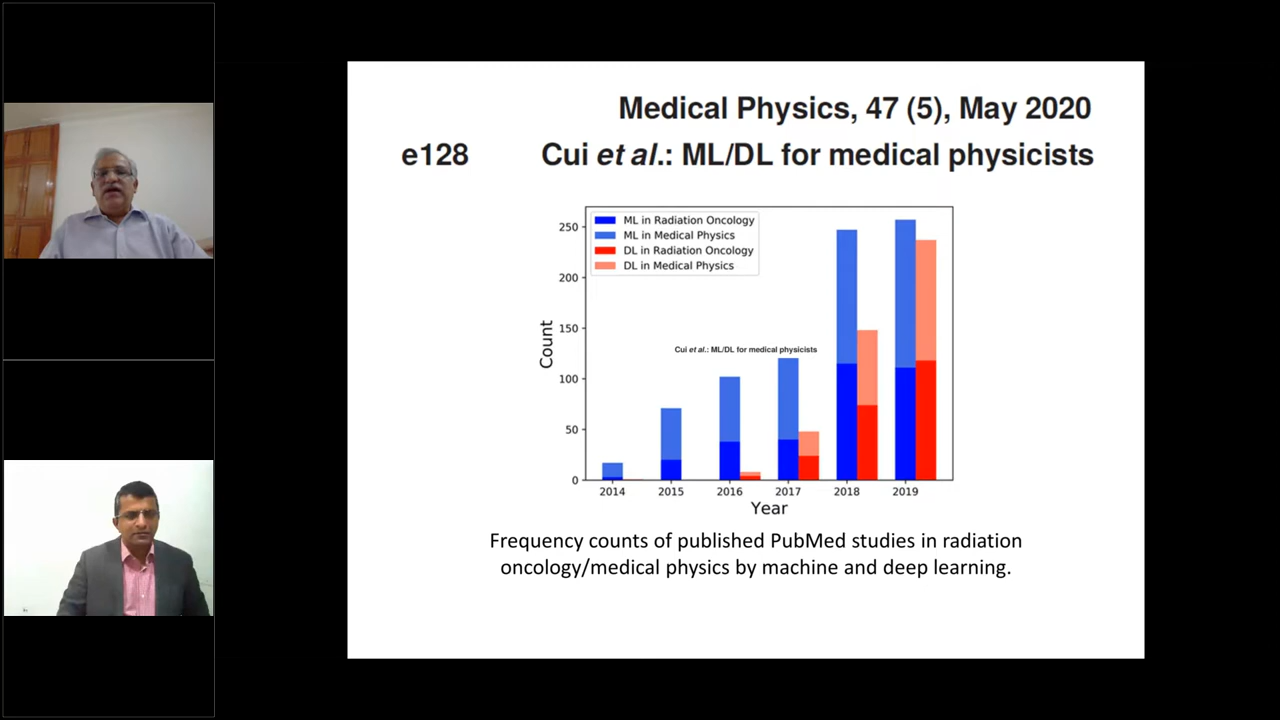 Medical Physics, 47 (5), May 2020
e128 Cui et al.: ML/DL for medical physicists
ML in Radiation Oncology
ML in Medical Physics
DL in Radiation Oncology
DL in Medical Physics
250
200
150
100
50
0
Count
Cui et al.: ML/DL for medical physicists
2014 2015 2016 2017 2018 2019
Year
Frequency counts of published PubMed studies in radiation
oncology/medical physics by machine and deep learning.